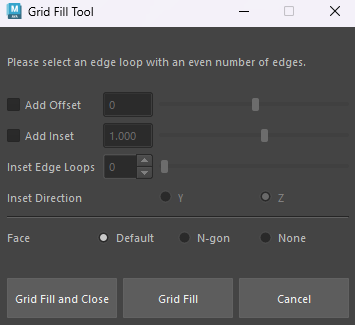 Grid Fill Tool
Please select an edge loop with an even number of edges.
Add Offset 0
Add Inset 1.000
Inset Edge Loops 0
Inset Direction Y Z
Face Default N-gon None
Grid Fill and Close Grid Fill Cancel